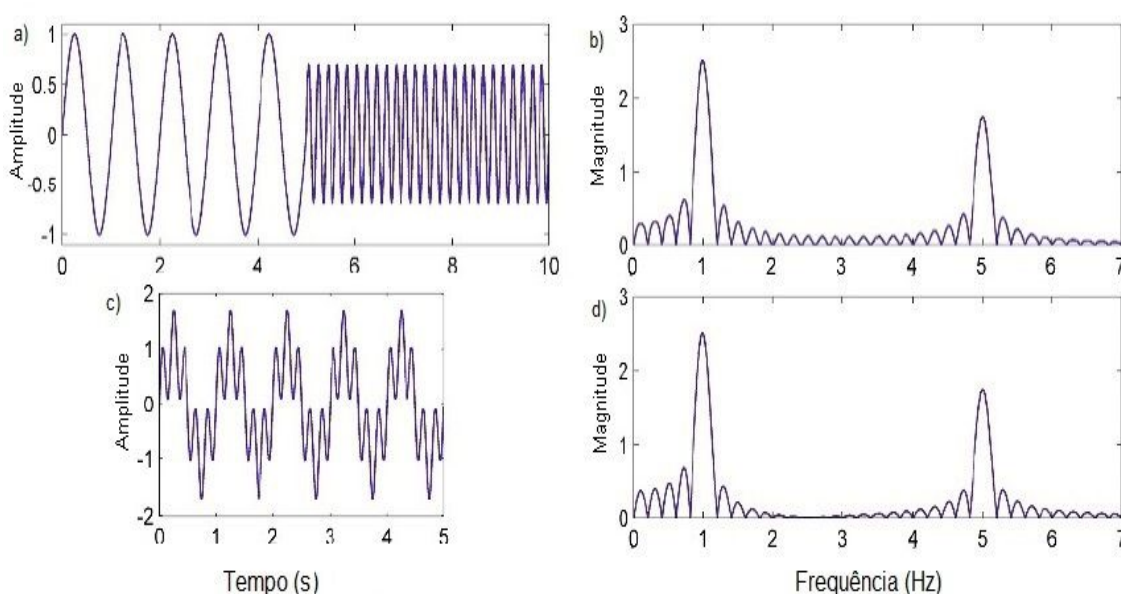 a)
Amplitude
1
0.5
0
-0.5
-1
0 2 4 6 8 10
b)
Magnitude
3
2
1
0
0 1 2 3 4 5 6 7
c)
Amplitude
2
1
0
-1
-2
0 1 2 3 4 5
Tempo (s)
d)
Magnitude
3
2
1
0
0 1 2 3 4 5 6 7
Frequência (Hz)